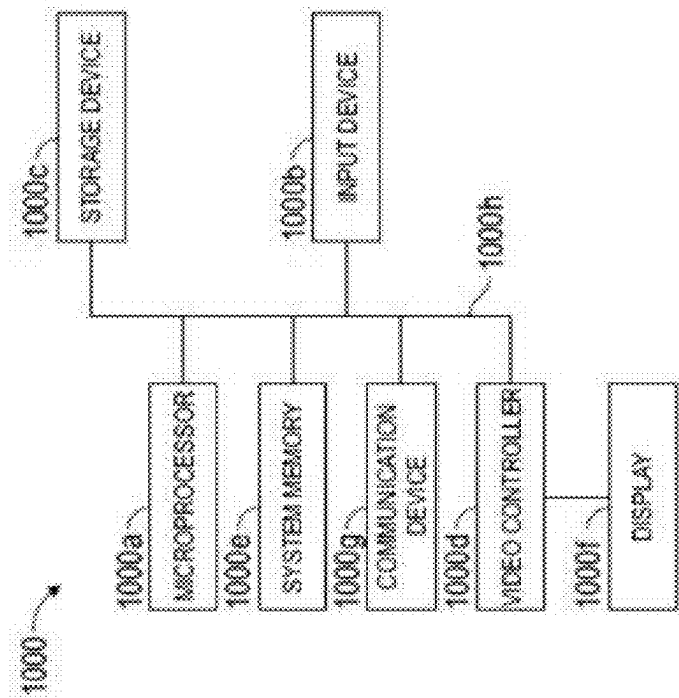 1000
1000a
MICROPROCESSOR
1000e
SYSTEM MEMORY
1000g
COMMUNICATION
DEVICE
1000d
VIDEO CONTROLLER
1000f
DISPLAY
1000c
STORAGE DEVICE
1000b
INPUT DEVICE
1000h